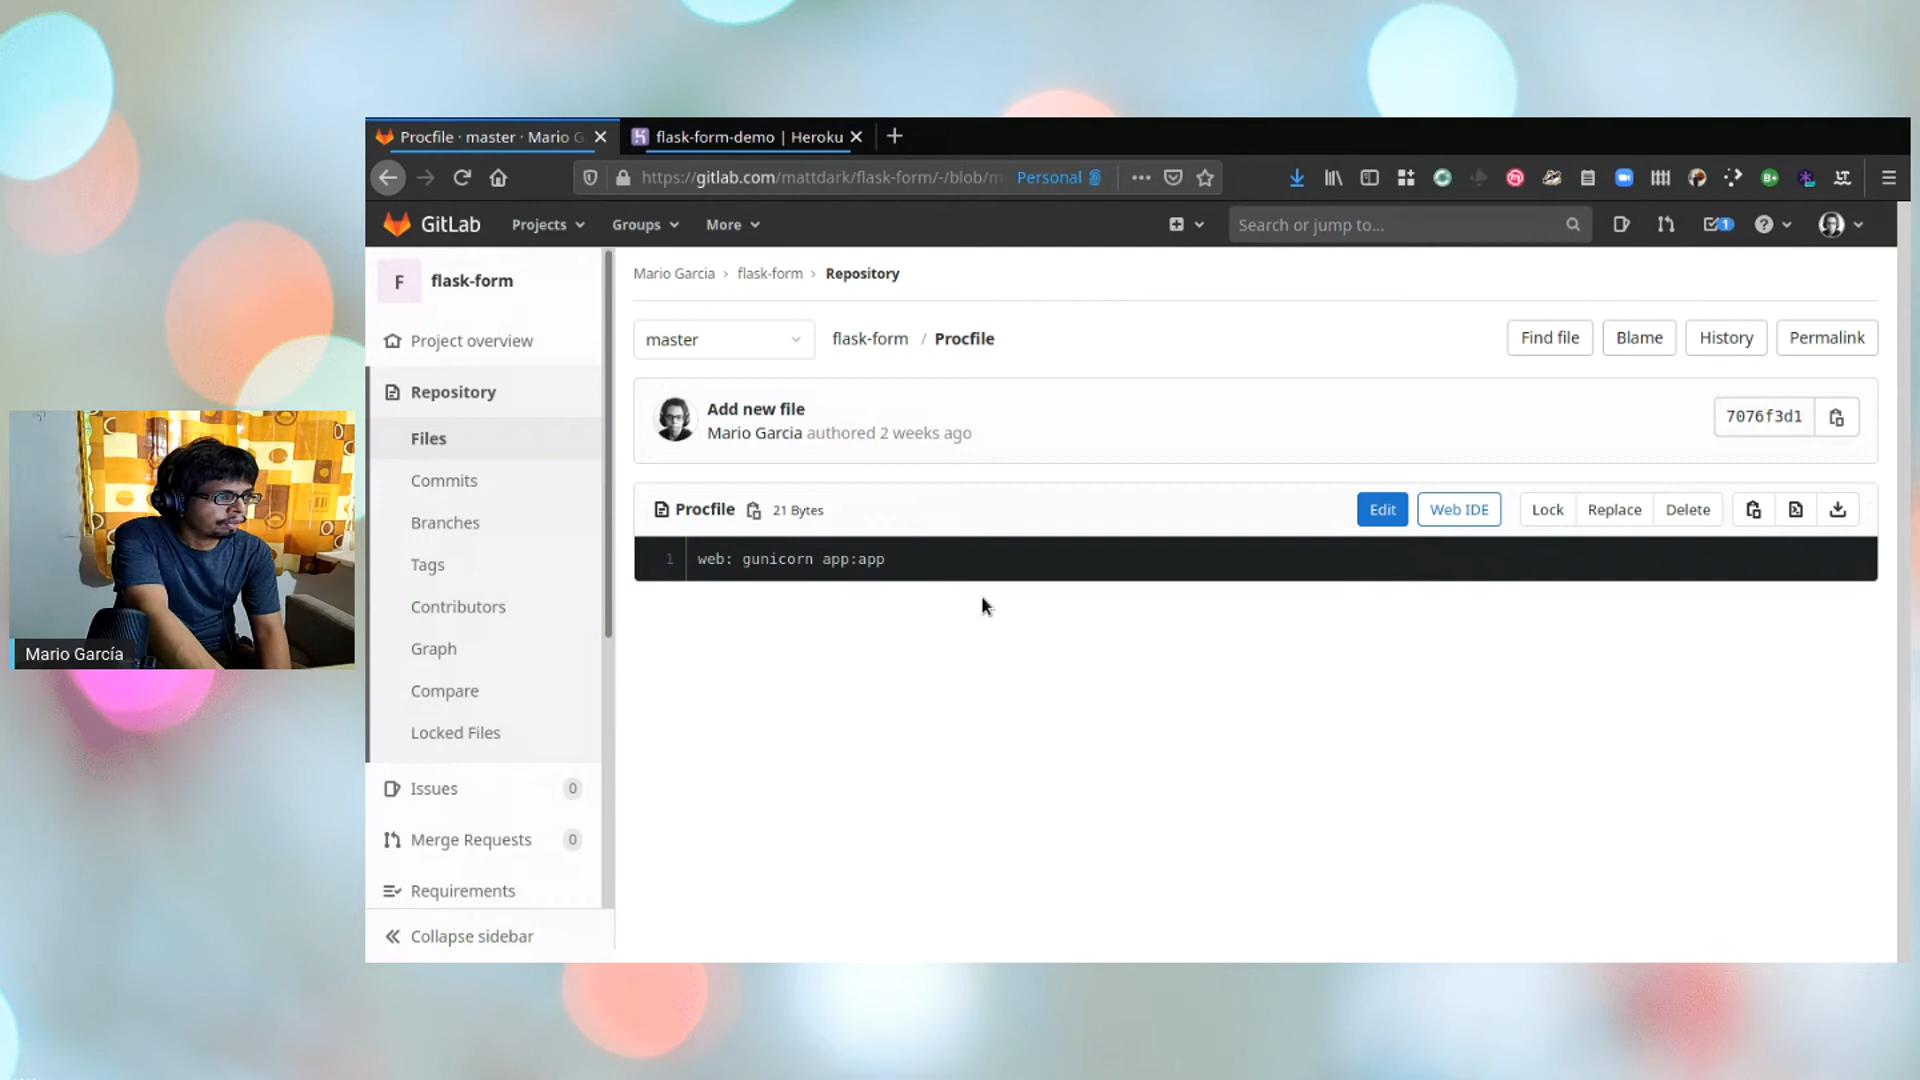 Procfile · master · Mario G
flask-form-demo | Heroku
https://gitlab.com/mattdark/flask-form/-/blob/m
Personal
GitLab
Projects
Groups
More
Search or jump to...
1
F
flask-form
Mario Garcia › flask-form › Repository
Project overview
master
flask-form / Procfile
Find file
Blame
History
Permalink
Repository
Add new file
7076f3d1
Mario Garcia authored 2 weeks ago
Files
Commits
Procfile
21 Bytes
Edit
Web IDE
Lock
Replace
Delete
Branches
1 web: gunicorn app:app
Tags
Contributors
Graph
Mario García
Compare
Locked Files
Issues 0
Merge Requests 0
Requirements
Collapse sidebar